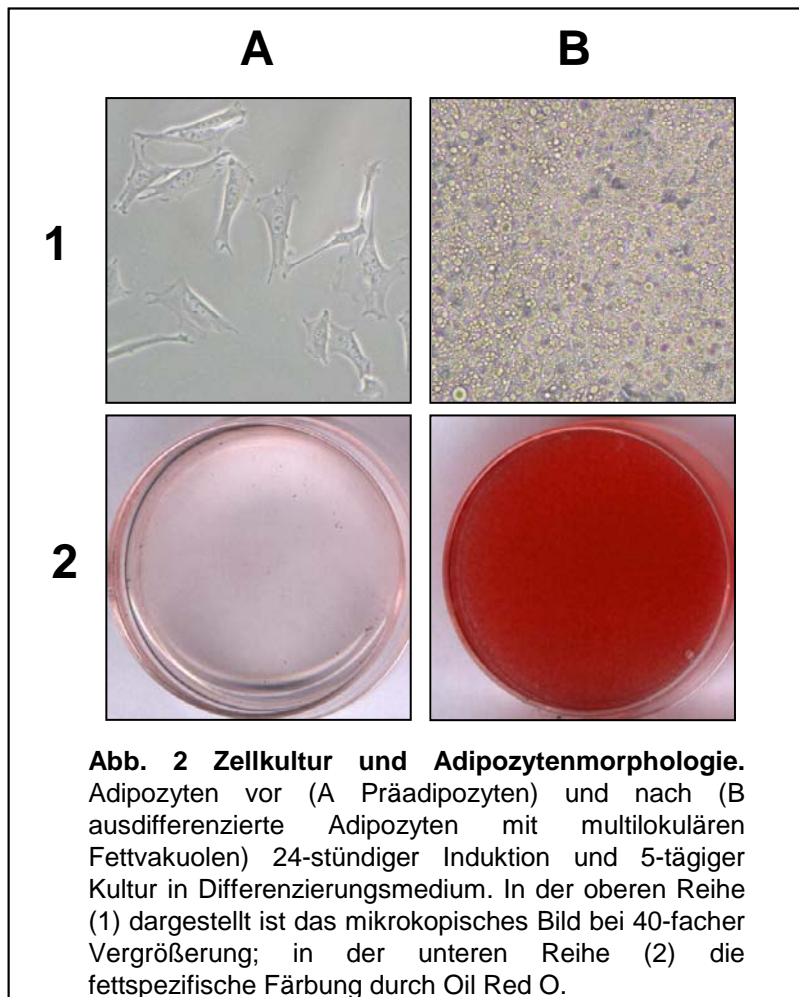 A B
1
2
Abb. 2 Zellkultur und Adipozytenmorphologie.
Adipozyten vor (A Präadipozyten) und nach (B
ausdifferenzierte Adipozyten mit multilokulären
Fettvakuolen) 24-stündiger Induktion und 5-tägiger
Kultur in Differenzierungsmedium. In der oberen Reihe
(1) dargestellt ist das mikrokopisches Bild bei 40-facher
Vergrößerung; in der unteren Reihe (2) die
fettspezifische Färbung durch Oil Red O.